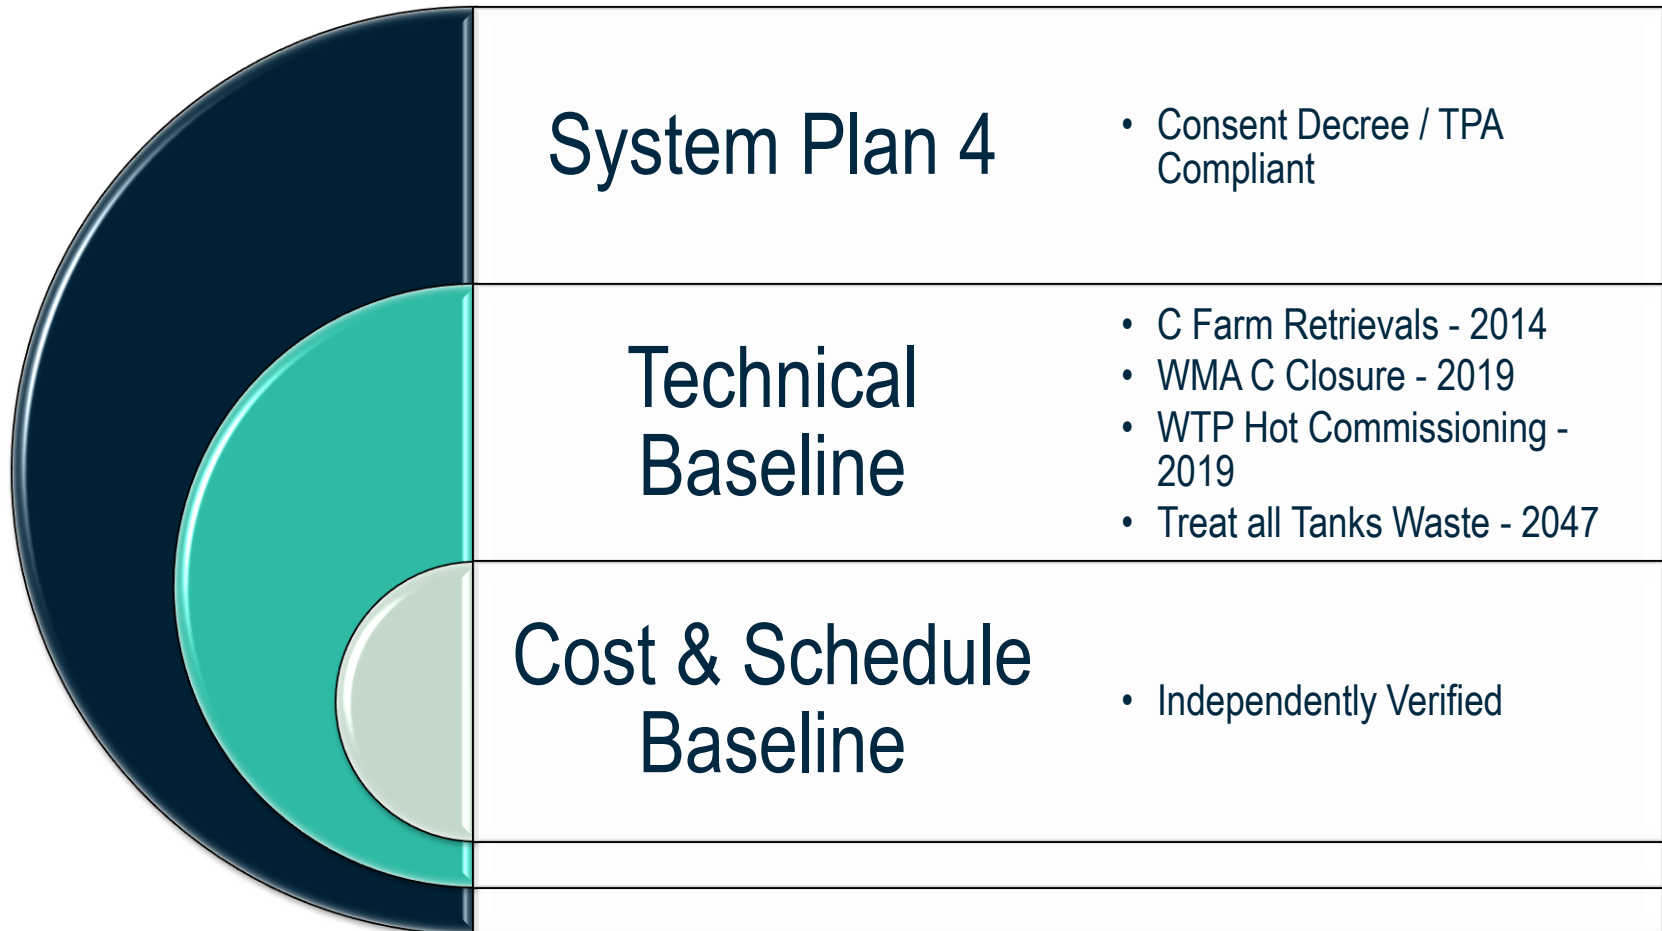 System Plan 4
• Consent Decree / TPA
Compliant
Technical
Baseline
• C Farm Retrievals - 2014
• WMA C Closure - 2019
• WTP Hot Commissioning -
2019
• Treat all Tanks Waste - 2047
Cost & Schedule
Baseline
• Independently Verified